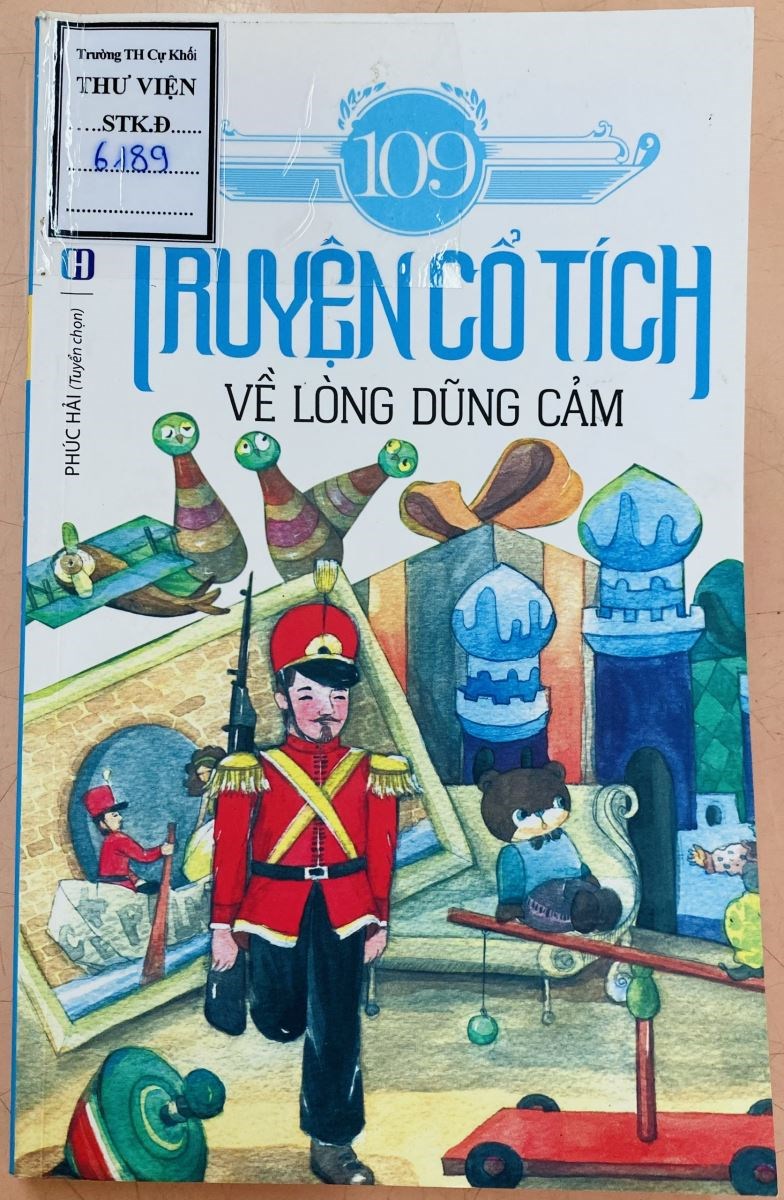 Trường TH Cự Khối
THƯ VIỆN
.....STK.Đ......
6189
109
TRUYỆN CỔ TÍCH
VỀ LÒNG DŨNG CẢM
PHÚC HẢI (Tuyển chọn)